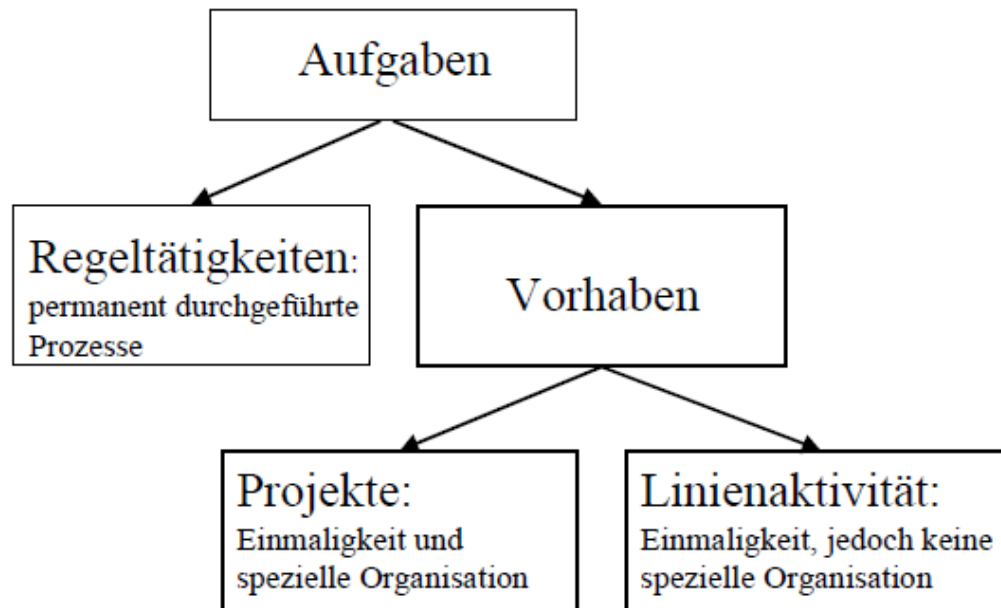 Aufgaben
Regeltätigkeiten:
permanent durchgeführte
Prozesse
Vorhaben
Projekte:
Einmaligkeit und
spezielle Organisation
Linienaktivität:
Einmaligkeit, jedoch keine
spezielle Organisation